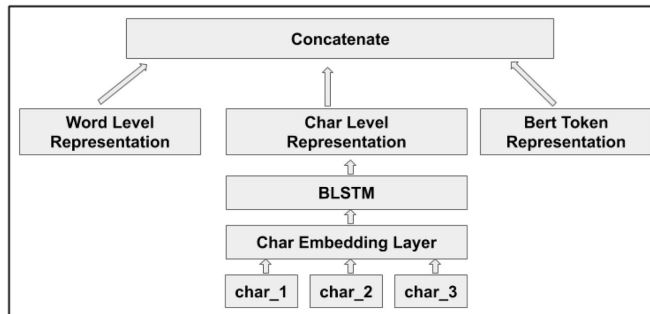 Concatenate
Word Level
Representation
Char Level
Representation
Bert Token
Representation
BLSTM
Char Embedding Layer
char_1
char_2
char_3